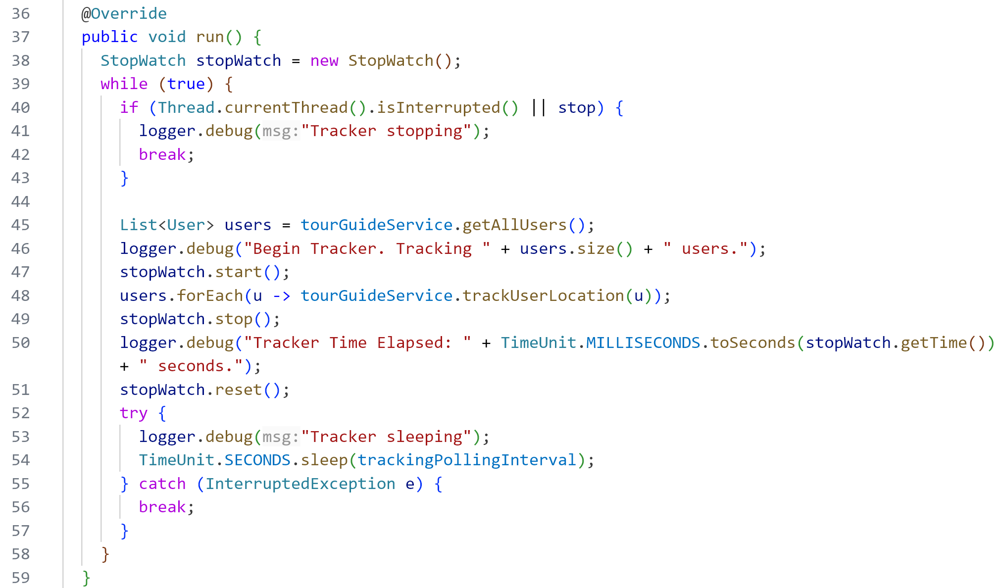 36 @Override
37 public void run() {
38 StopWatch stopWatch = new StopWatch();
39 while (true) {
40 if (Thread.currentThread().isInterrupted() || stop) {
41 logger.debug(msg:"Tracker stopping");
42 break;
43 }
44
45 List<User> users = tourGuideService.getAllUsers();
46 logger.debug("Begin Tracker. Tracking " + users.size() + " users.");
47 stopWatch.start();
48 users.forEach(u -> tourGuideService.trackUserLocation(u));
49 stopWatch.stop();
50 logger.debug("Tracker Time Elapsed: " + TimeUnit.MILLISECONDS.toSeconds(stopWatch.getTime())
+ " seconds.");
51 stopWatch.reset();
52 try {
53 logger.debug(msg:"Tracker sleeping");
54 TimeUnit.SECONDS.sleep(trackingPollingInterval);
55 } catch (InterruptedException e) {
56 break;
57 }
58 }
59 }